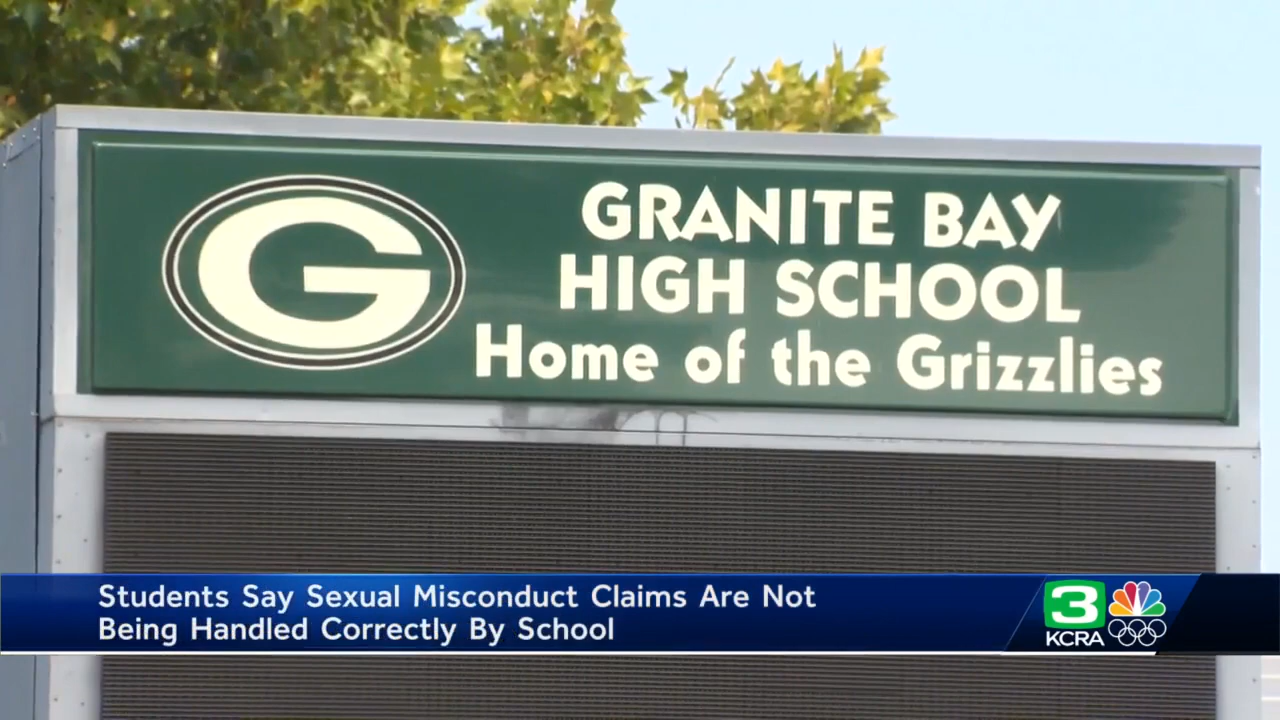 G
GRANITE BAY
HIGH SCHOOL
Home of the Grizzlies
Students Say Sexual Misconduct Claims Are Not
Being Handled Correctly By School
3
KCRA